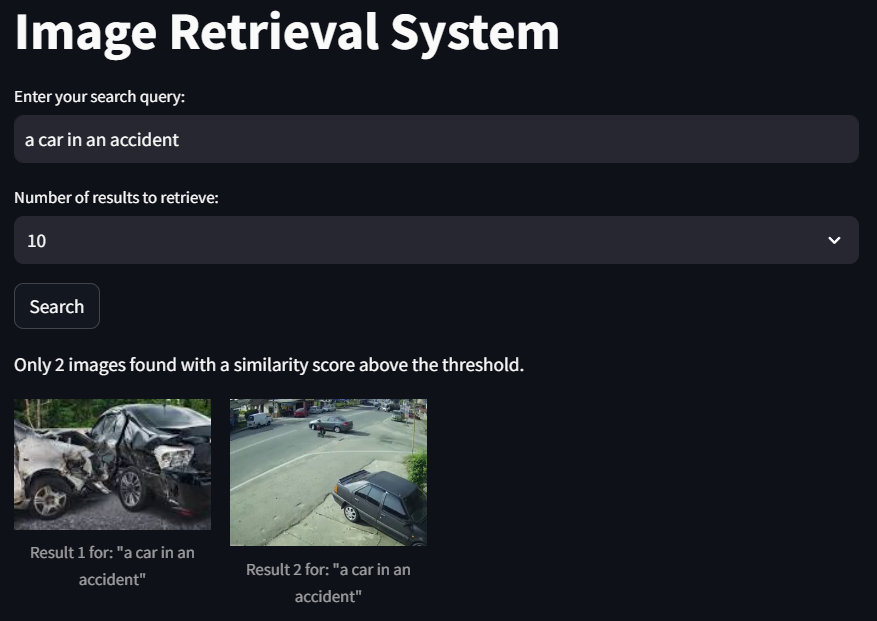 Image Retrieval System
Enter your search query:
a car in an accident
Number of results to retrieve:
10
Search
Only 2 images found with a similarity score above the threshold.
Result 1 for: "a car in an
accident"
Result 2 for: "a car in an
accident"